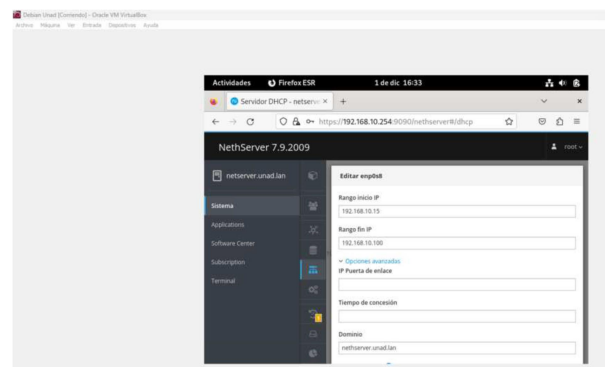 Debian Unad [Corriendo] - Oracle VM VirtualBox
Archivo Máquina Ver Entrada Dispositivos Ayuda
Actividades Firefox ESR 1 de dic 16:33
Servidor DHCP - netserve × +
https://192.168.10.254:9090/nethserver#/dhcp
NethServer 7.9.2009 root
netserver.unad.lan
Editar enp0s8
Sistema
Rango inicio IP
192.168.10.15
Applications
Rango fin IP
Software Center
192.168.10.100
Subscription
Opciones avanzadas
IP Puerta de enlace
Terminal
Tiempo de concesión
Dominio
nethserver.unad.lan